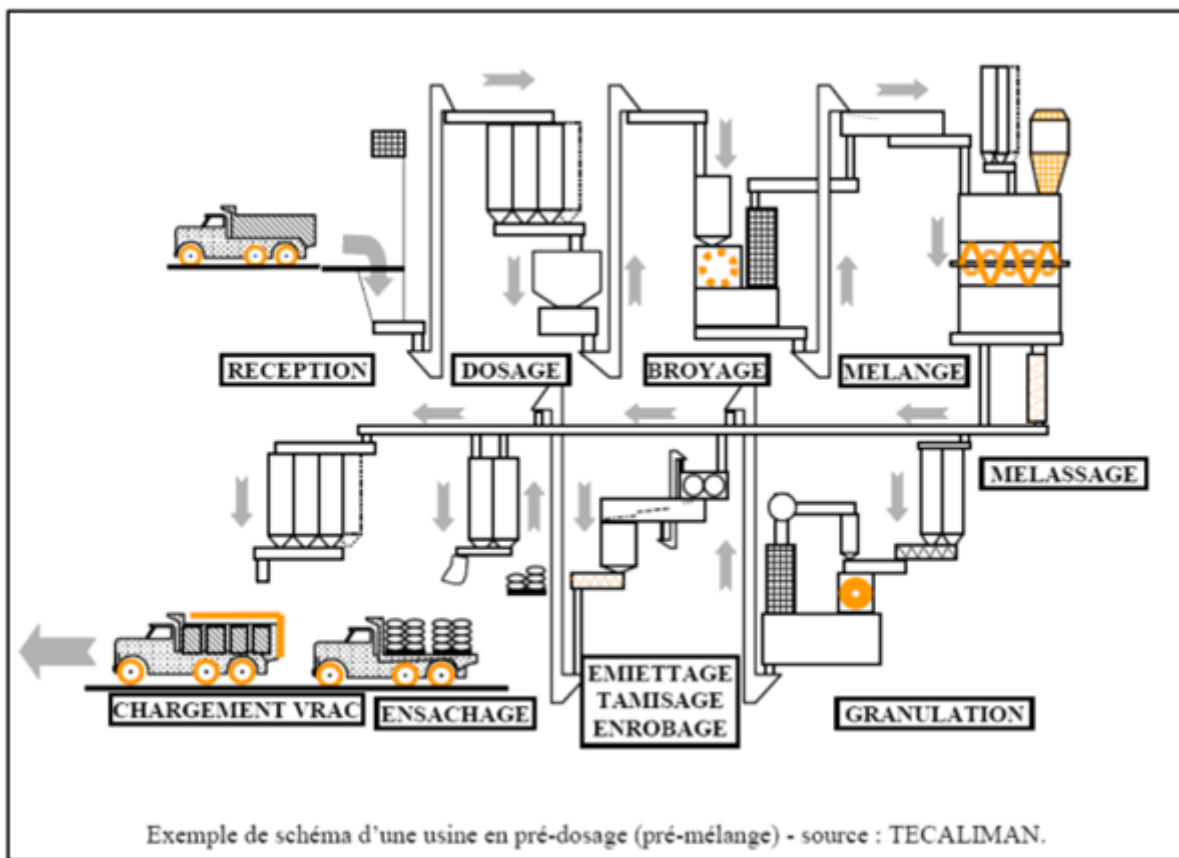 RECEPTION
DOSAGE
BROYAGE
MELANGE
MELASSAGE
CHARGEMENT VRAC
ENSACHAGE
EMIETTAGE
TAMISAGE
ENROBAGE
GRANULATION
Exemple de schéma d'une usine en pré-dosage (pré-mélange) - source : TECALIMAN.